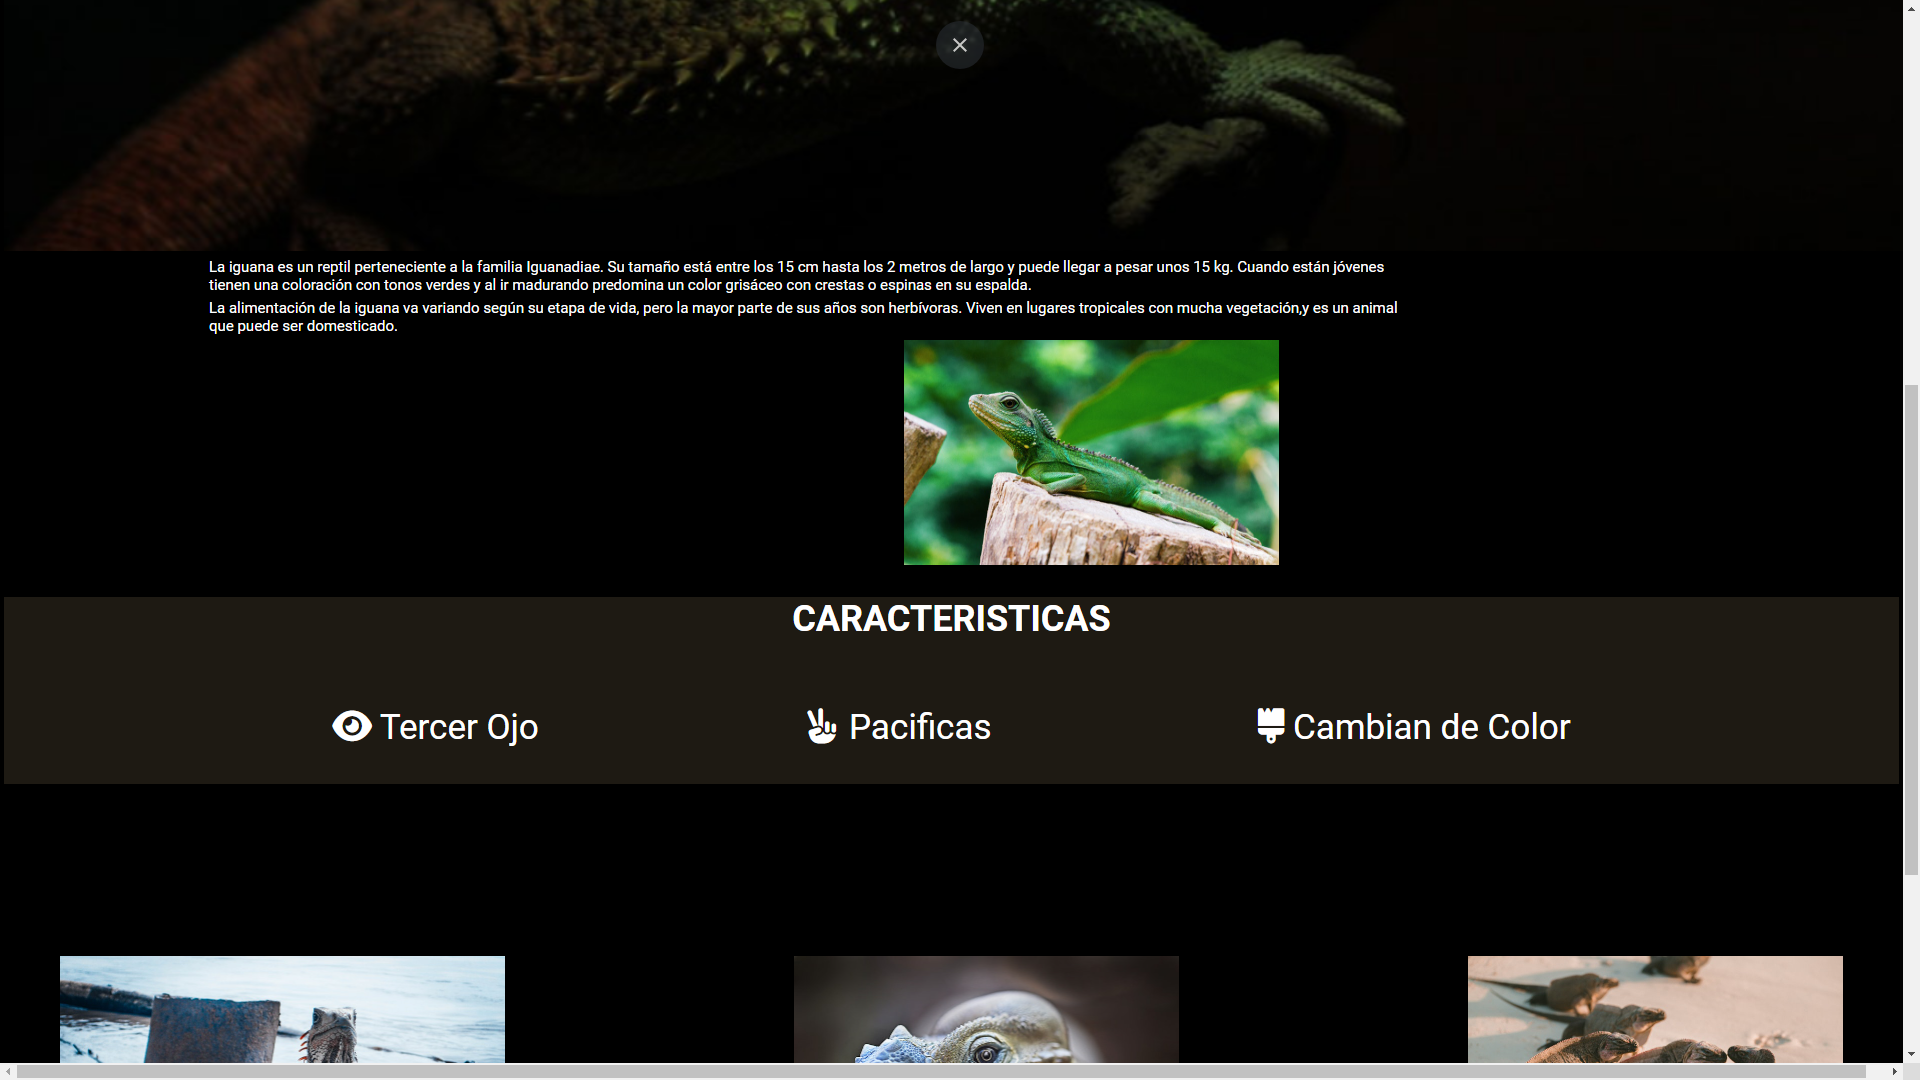 La iguana es un reptil perteneciente a la familia Iguanadiae. Su tamaño está entre los 15 cm hasta los 2 metros de largo y puede llegar a pesar unos 15 kg. Cuando están jóvenes
tienen una coloración con tonos verdes y al ir madurando predomina un color grisáceo con crestas o espinas en su espalda.
La alimentación de la iguana va variando según su etapa de vida, pero la mayor parte de sus años son herbívoras. Viven en lugares tropicales con mucha vegetación,y es un animal
que puede ser domesticado.
CARACTERISTICAS
Tercer Ojo
Pacificas
Cambian de Color